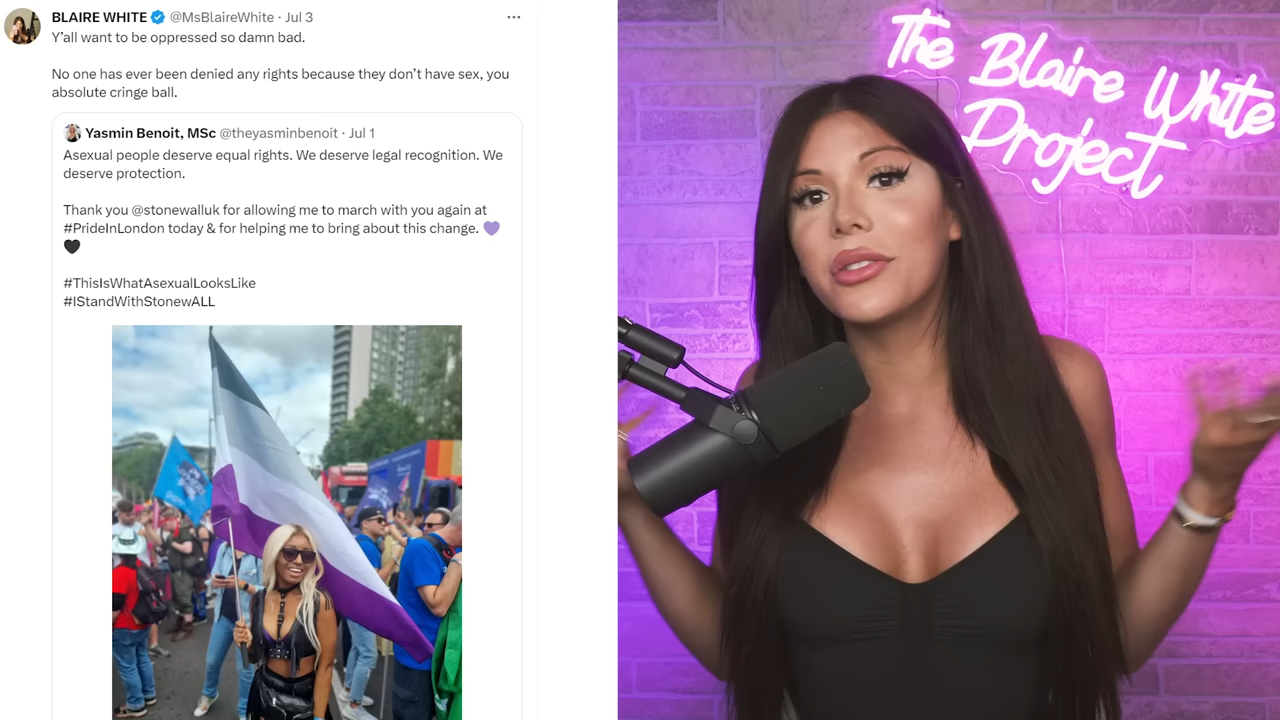 BLAIRE WHITE @MsBlaireWhite · Jul 3
Y'all want to be oppressed so damn bad.
No one has ever been denied any rights because they don't have sex, you
absolute cringe ball.
Yasmin Benoit, MSc @theyasminbenoit · Jul 1
Asexual people deserve equal rights. We deserve legal recognition. We
deserve protection.
Thank you @stonewalluk for allowing me to march with you again at
#PrideInLondon today & for helping me to bring about this change. 💜
🖤
#ThisIsWhatAsexualLooksLike
#IStandWithStonewALL
The Blaire White
Project